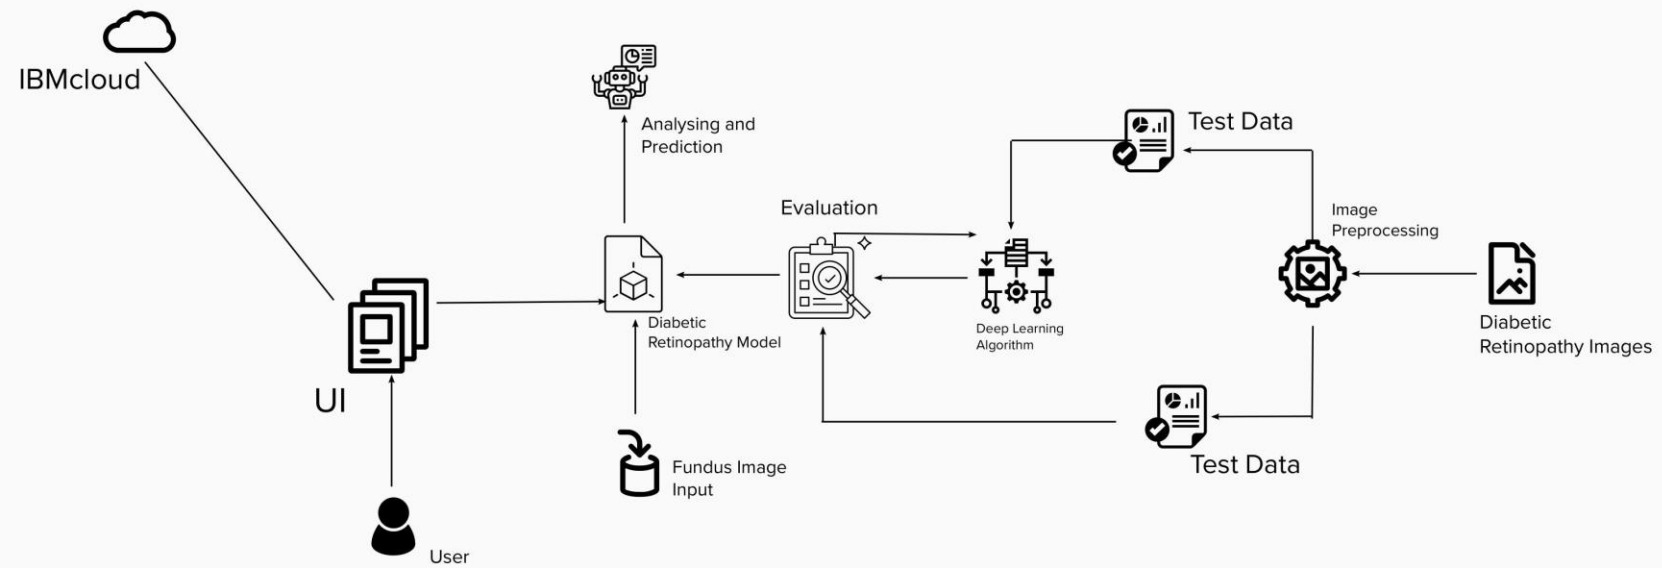 IBMcloud
Analysing and
Prediction
Test Data
Evaluation
Image
Preprocessing
Diabetic
Retinopathy Model
Deep Learning
Algorithm
Diabetic
Retinopathy Images
UI
Fundus Image
Input
Test Data
User